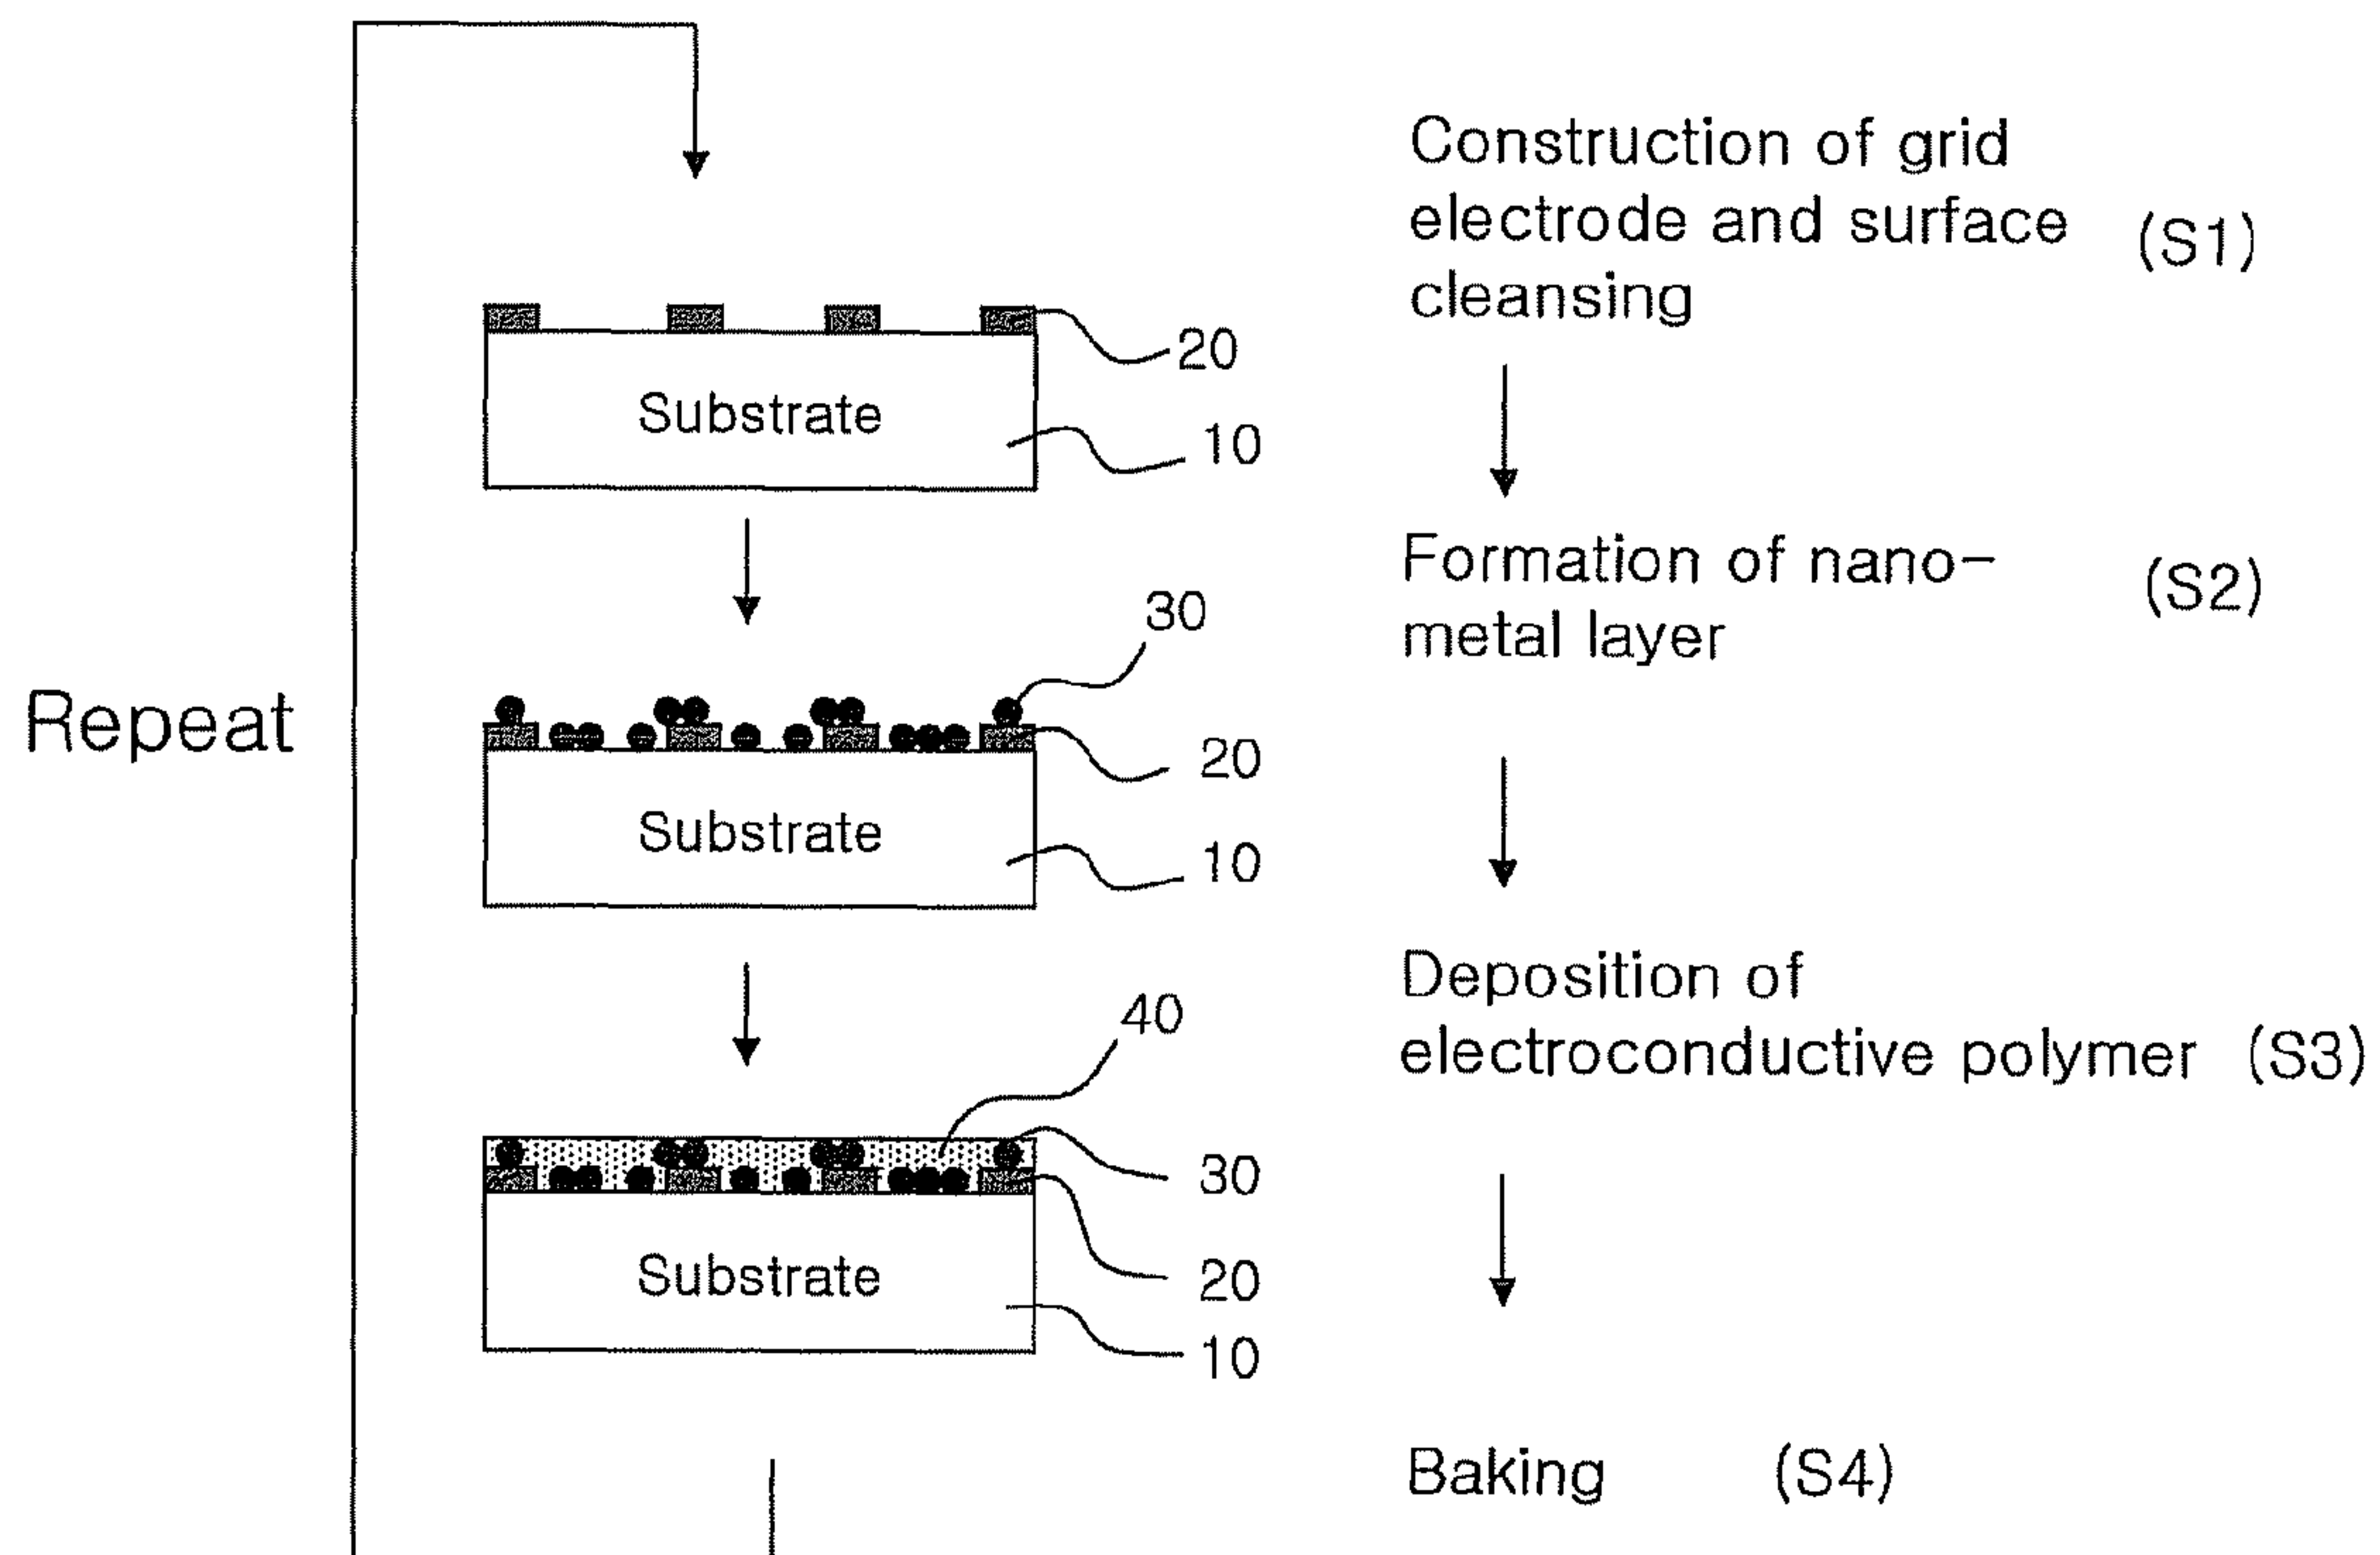 Repeat
20
Substrate
10
30
20
Substrate
10
40
30
20
Substrate
10
Construction of grid
electrode and surface (S1)
cleansing
Formation of nano- (S2)
metal layer
Deposition of
electroconductive polymer (S3)
Baking (S4)